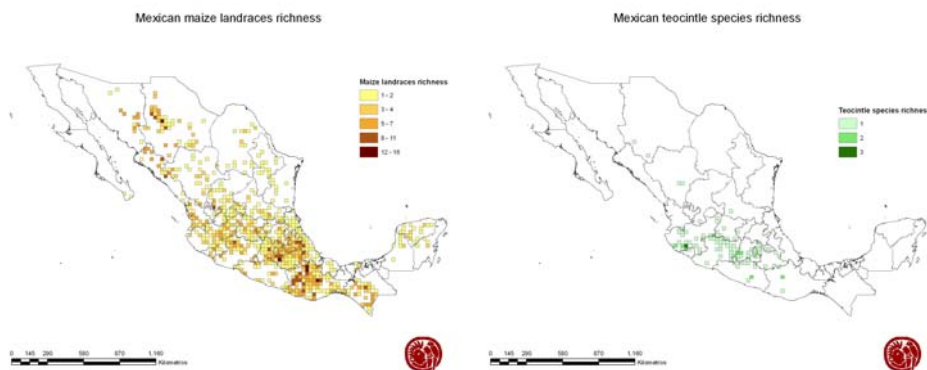 Mexican maize landraces richness
Maize landraces richness
1 - 2
3 - 4
5 - 7
8 - 11
12 - 16
0 145 290 580 870 1,160
Kilometros
Mexican teocintle species richness
Teocintle species richnes
1
2
3
0 145 290 580 870 1,160
Kilometros